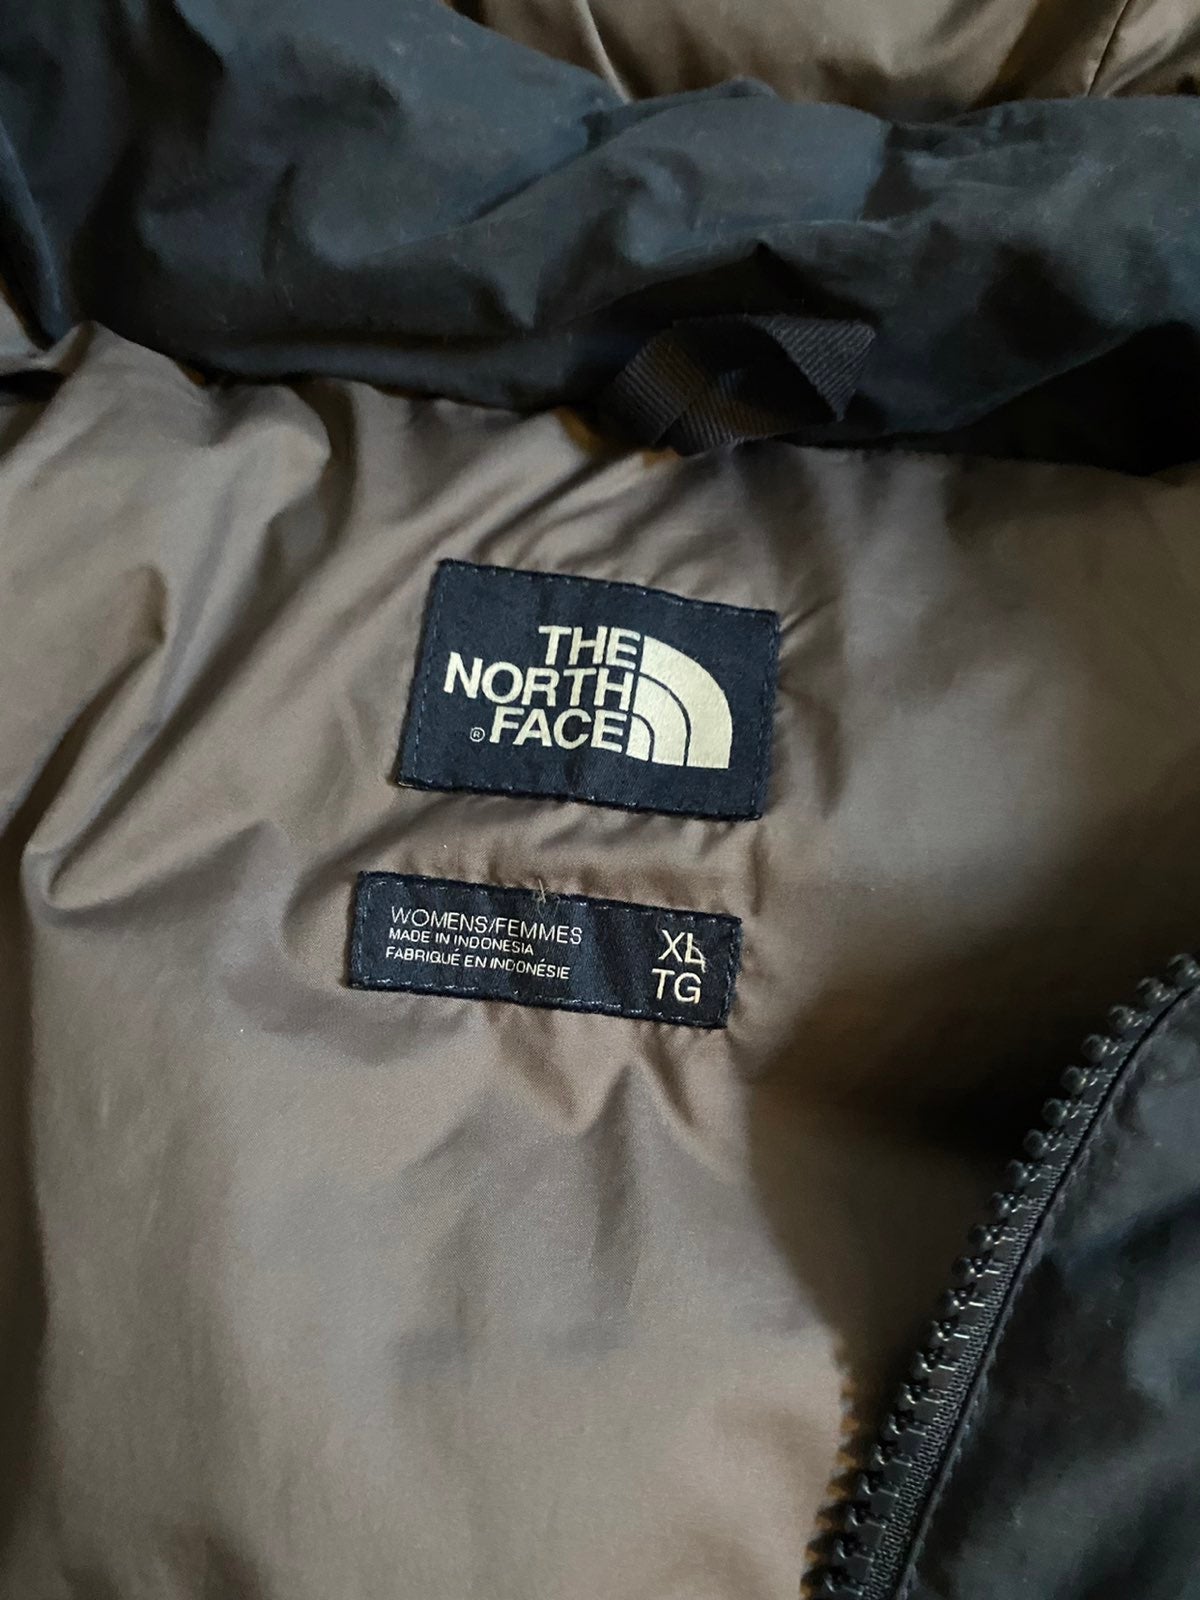 THE
NORTH
® FACE
WOMENS/FEMMES
MADE IN INDONESIA
FABRIQUÉ EN INDONÉSIE
XL
TG